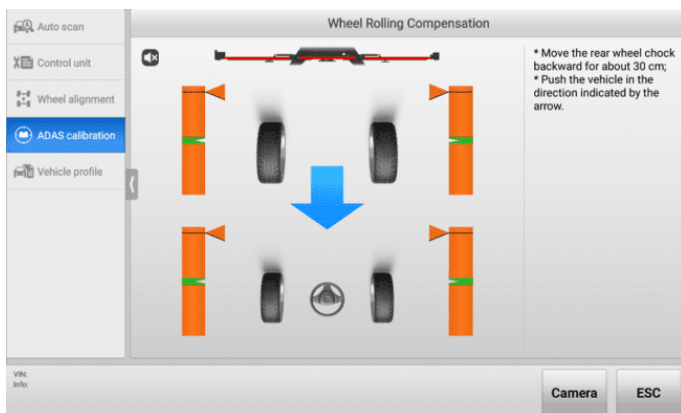 Wheel Rolling Compensation
Auto scan
Control unit
Wheel alignment
ADAS calibration
Vehicle profile
* Move the rear wheel chock
backward for about 30 cm;
* Push the vehicle in the
direction indicated by the
arrow.
VIN:
Info:
Camera
ESC